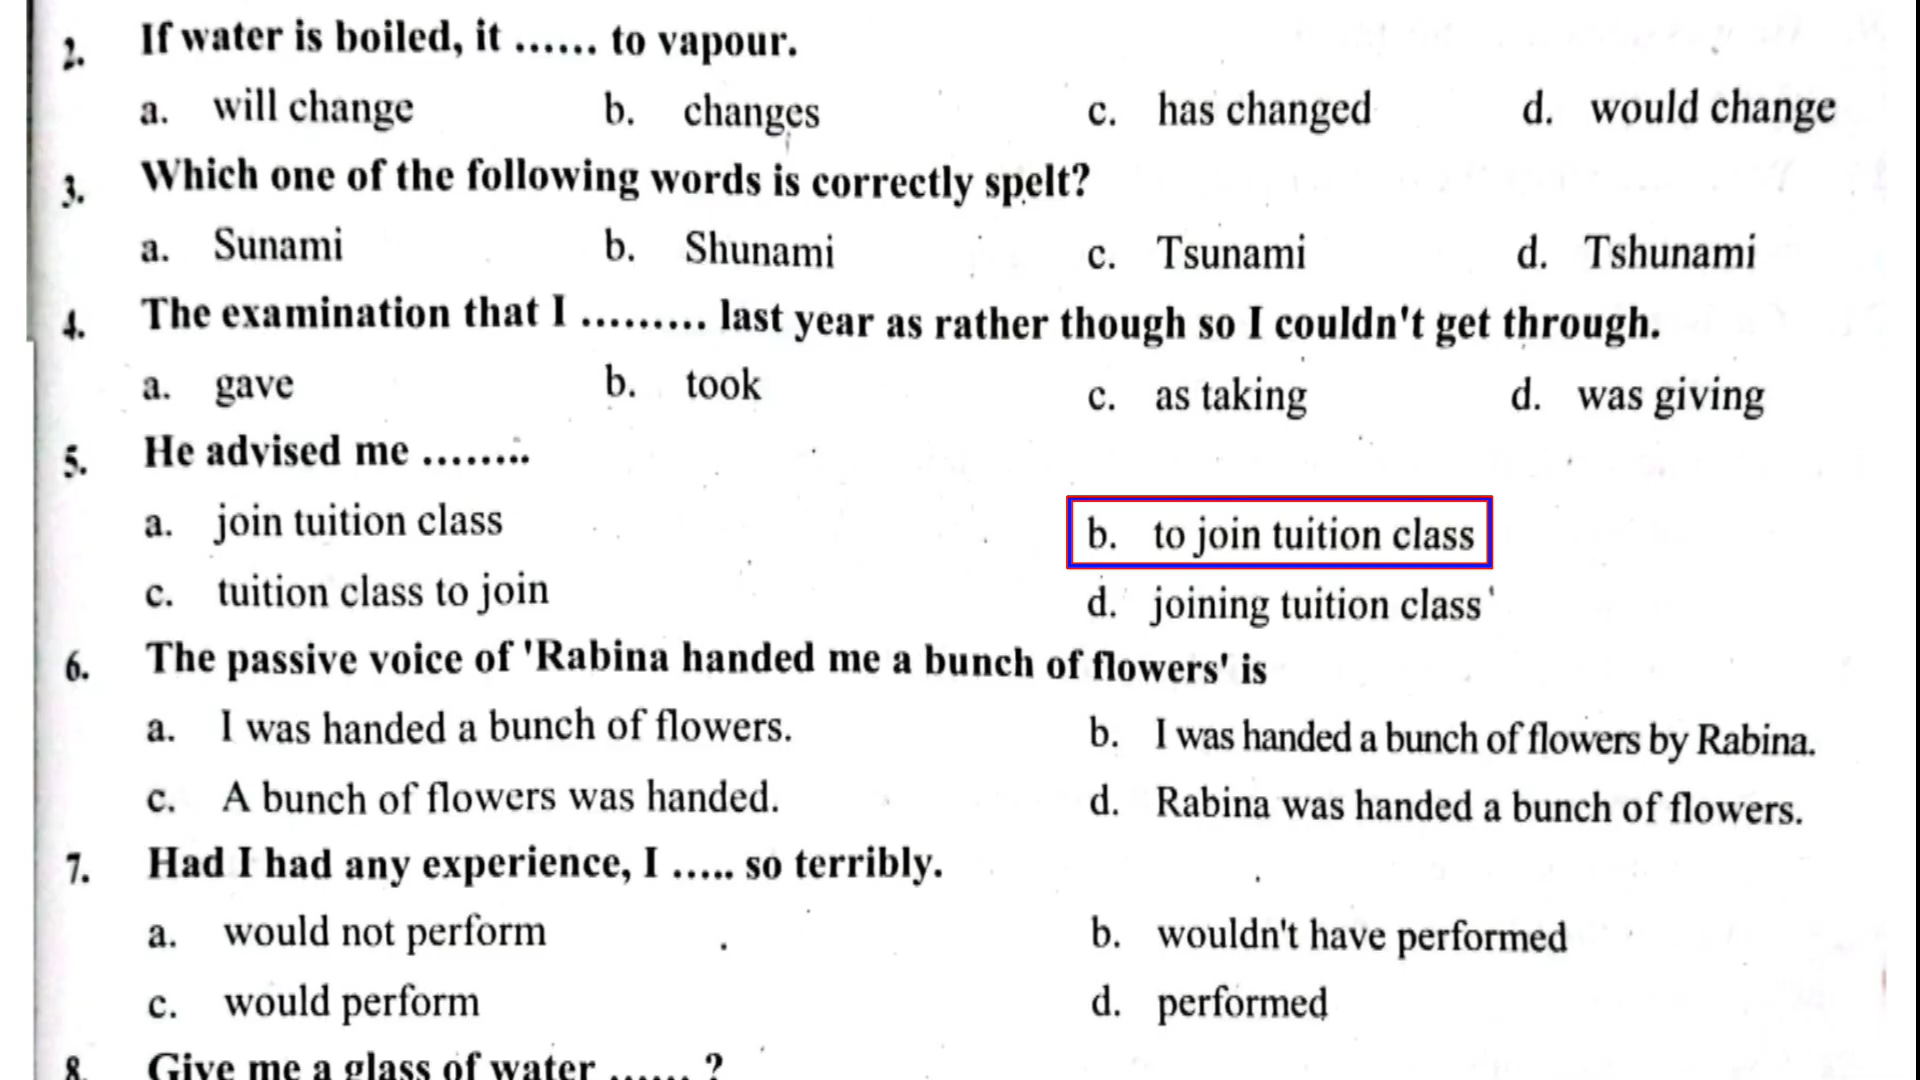 2. If water is boiled, it ...... to vapour.
a. will change b. changes c. has changed d. would change
3. Which one of the following words is correctly spelt?
a. Sunami b. Shunami c. Tsunami d. Tshunami
4. The examination that I ......... last year as rather though so I couldn't get through.
a. gave b. took c. as taking d. was giving
5. He advised me ........
a. join tuition class b. to join tuition class
c. tuition class to join d. joining tuition class
6. The passive voice of 'Rabina handed me a bunch of flowers' is
a. I was handed a bunch of flowers. b. I was handed a bunch of flowers by Rabina.
c. A bunch of flowers was handed. d. Rabina was handed a bunch of flowers.
7. Had I had any experience, I ..... so terribly.
a. would not perform b. wouldn't have performed
c. would perform d. performed
8. Give me a glass of water ...... ?